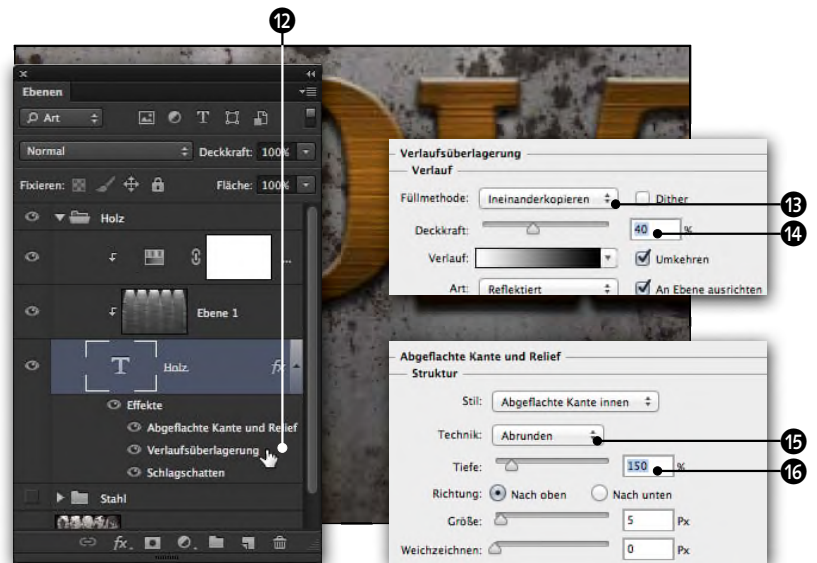 12
Ebenen
Art
T
Normal
Deckkraft: 100%
Fixieren:
Fläche: 100%
Holz
...
Ebene 1
T
Holz
fx
Effekte
Abgeflachte Kante und Relief
Verlaufsüberlagerung
Schlagschatten
Stahl
fx.
Verlaufsüberlagerung
Verlauf
Füllmethode: Ineinanderkopieren
Dither
13
Deckkraft: 40 %
14
Verlauf:
Umkehren
Art: Reflektiert
An Ebene ausrichten
Abgeflachte Kante und Relief
Struktur
Stil: Abgeflachte Kante innen
Technik: Abrunden
15
Tiefe: 150 %
16
Richtung: Nach oben Nach unten
Größe: 5 Px
Weichzeichnen: 0 Px